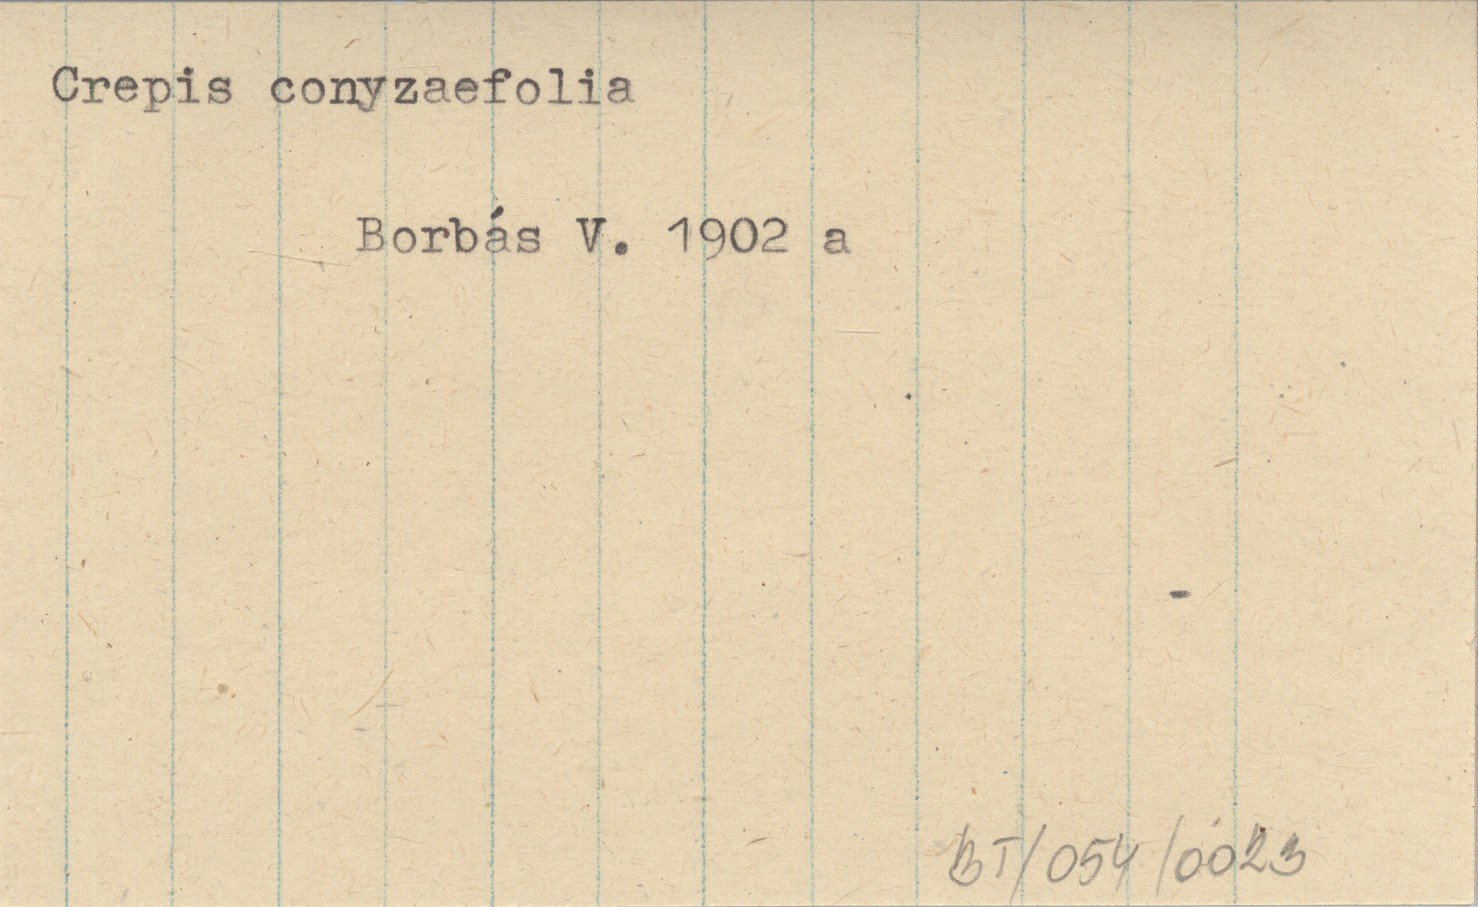 Crepis conyzaefolia
Borbás V. 1902 a
BT/054/0023